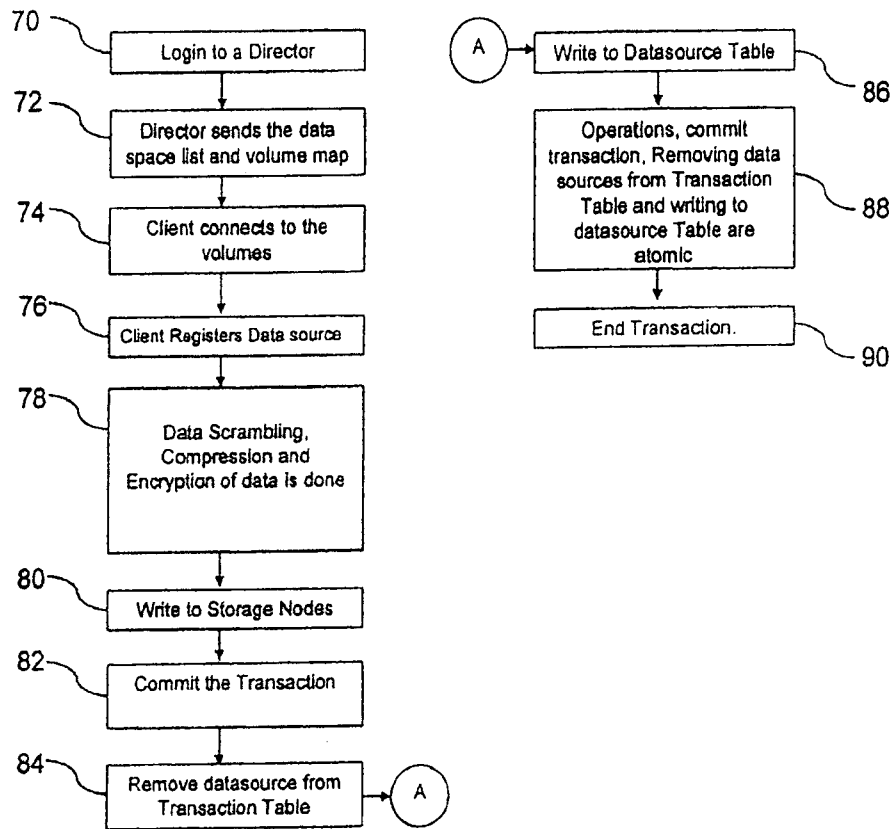 70
Login to a Director
72
Director sends the data
space list and volume map
74
Client connects to the
volumes
76
Client Registers Data source
78
Data Scrambling,
Compression and
Encryption of data is done
80
Write to Storage Nodes
82
Commit the Transaction
84
Remove datasource from
Transaction Table
A
A
Write to Datasource Table
86
Operations, commit
transaction, Removing data
sources from Transaction
Table and writing to
datasource Table are
atomic
88
End Transaction.
90